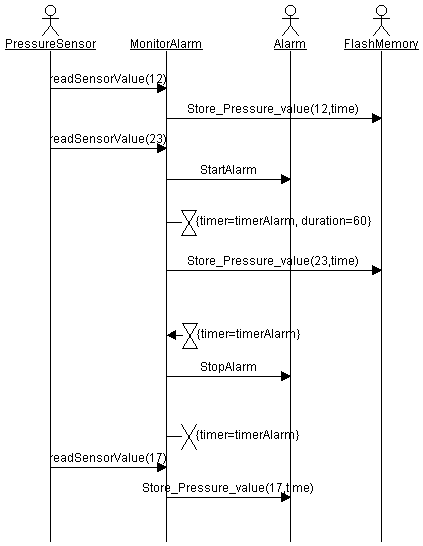 PressureSensor MonitorAlarm Alarm FlashMemory
readSensorValue(12)
Store_Pressure_value(12,time)
readSensorValue(23)
StartAlarm
{timer=timerAlarm, duration=60}
Store_Pressure_value(23,time)
{timer=timerAlarm}
StopAlarm
{timer=timerAlarm}
readSensorValue(17)
Store_Pressure_value(17,time)